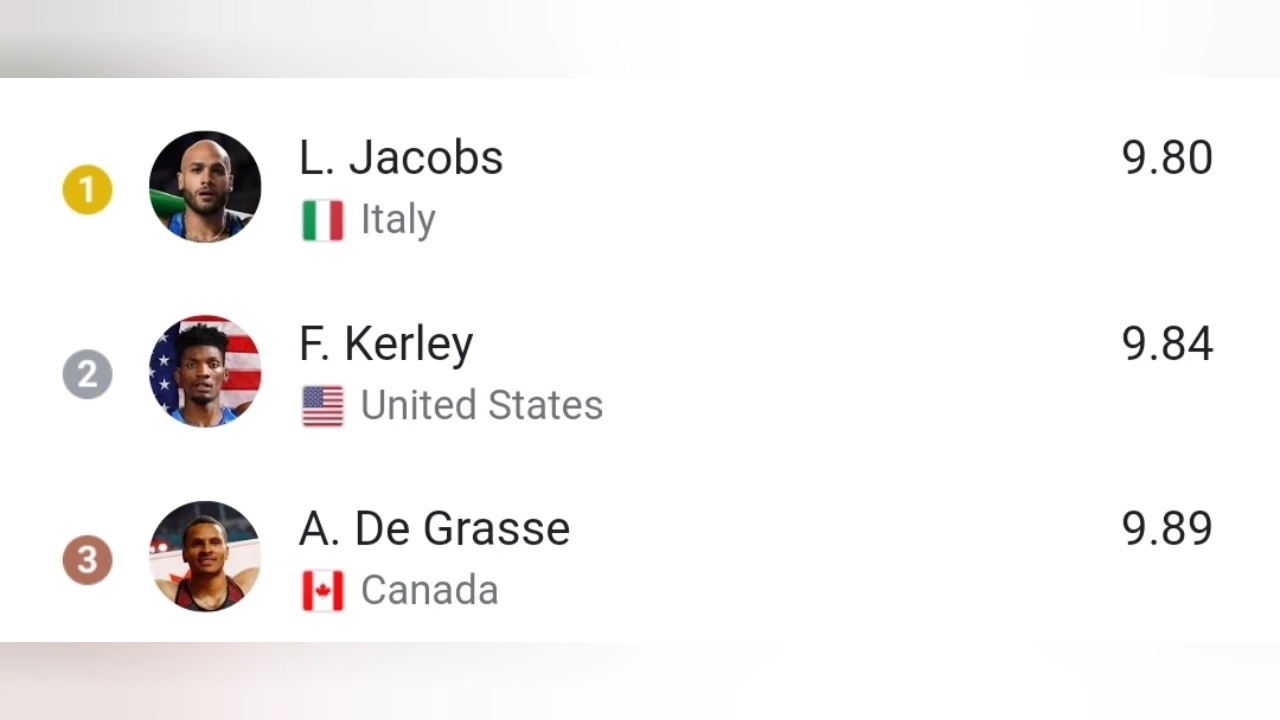 1
L. Jacobs
9.80
Italy
2
F. Kerley
9.84
United States
3
A. De Grasse
9.89
Canada